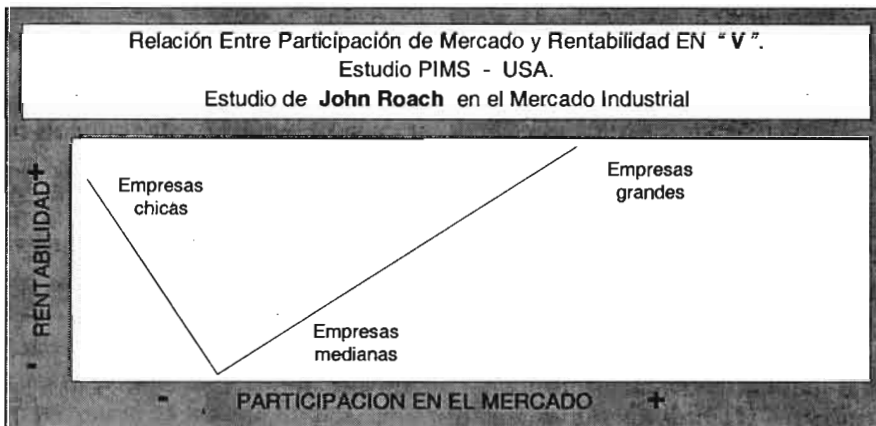 Relación Entre Participación de Mercado y Rentabilidad EN “ V ”.
Estudio PIMS - USA.
Estudio de John Roach en el Mercado Industrial
Empresas
chicas
Empresas
grandes
Empresas
medianas
- RENTABILIDAD+
- PARTICIPACION EN EL MERCADO +